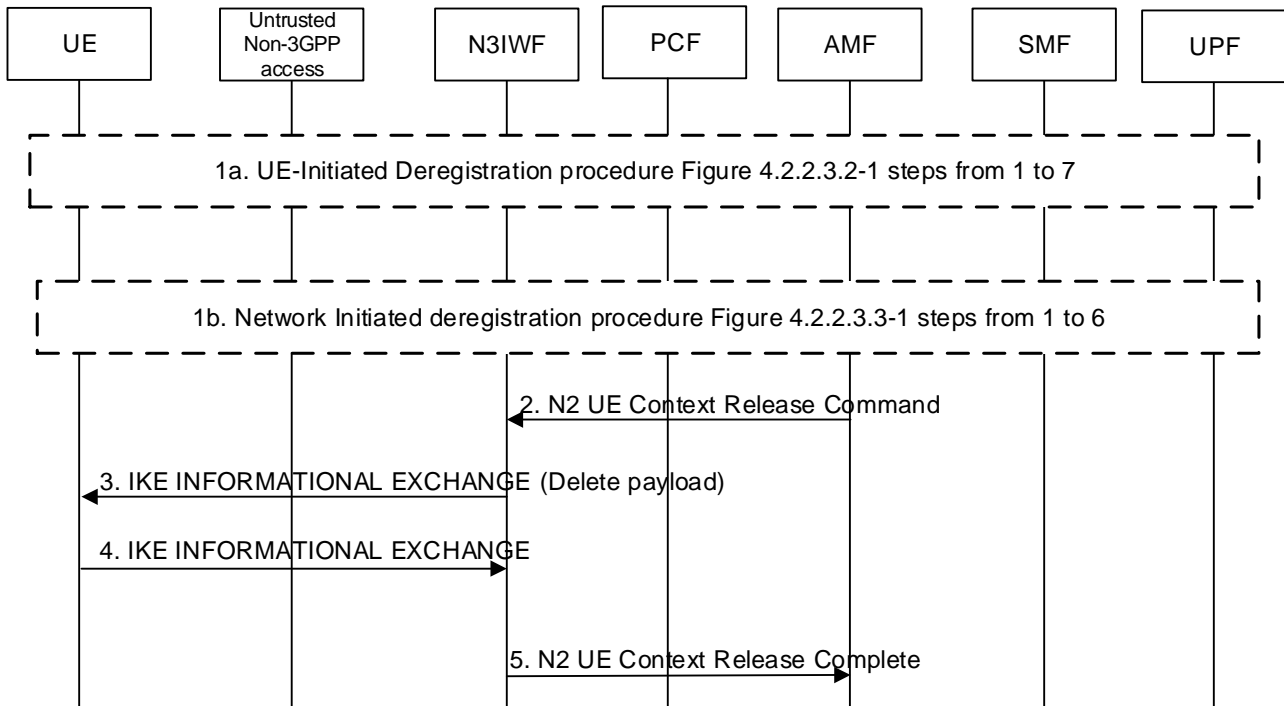 UE
Untrusted
Non-3GPP
access
N3IWF
PCF
AMF
SMF
UPF
1a. UE-Initiated Deregistration procedure Figure 4.2.2.3.2-1 steps from 1 to 7
1b. Network Initiated deregistration procedure Figure 4.2.2.3.3-1 steps from 1 to 6
2. N2 UE Context Release Command
3. IKE INFORMATIONAL EXCHANGE (Delete payload)
4. IKE INFORMATIONAL EXCHANGE
5. N2 UE Context Release Complete